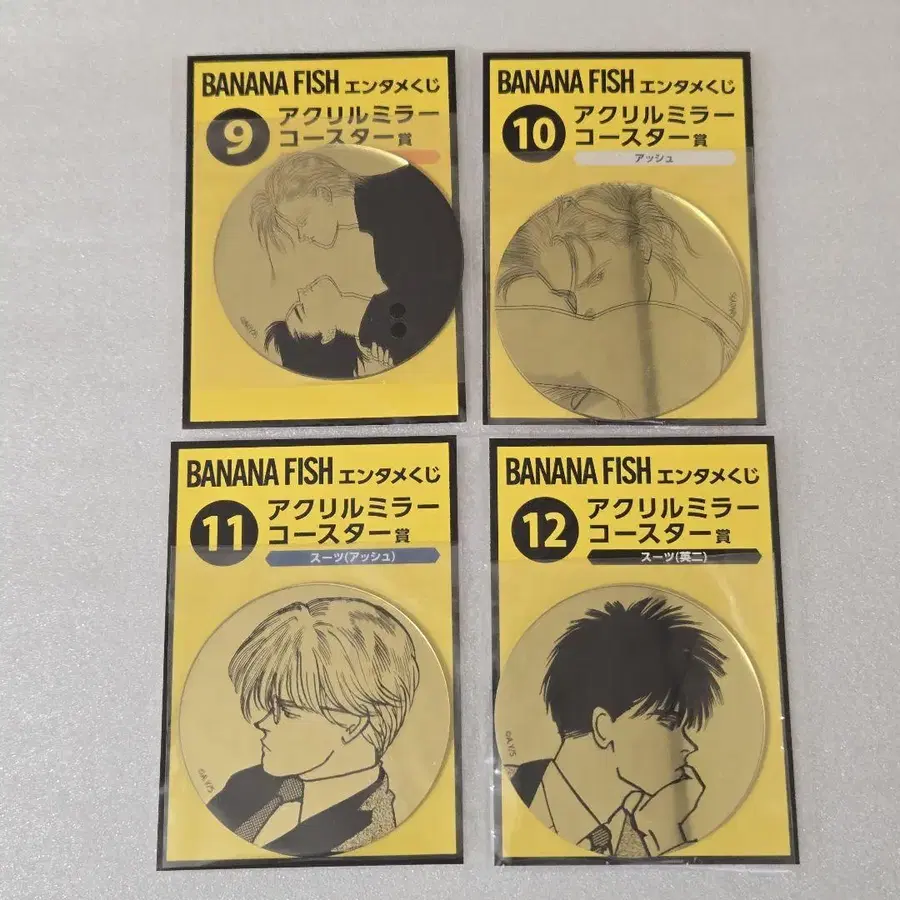 BANANA FISH エンタメくじ
9
アクリルミラー
コースター賞
BANANA FISH エンタメくじ
10
アクリルミラー
コースター賞
アッシュ
BANANA FISH エンタメくじ
11
アクリルミラー
コースター賞
スーツ(アッシュ)
©A.Y/S
BANANA FISH エンタメくじ
12
アクリルミラー
コースター賞
スーツ(英二)
©A.Y/S